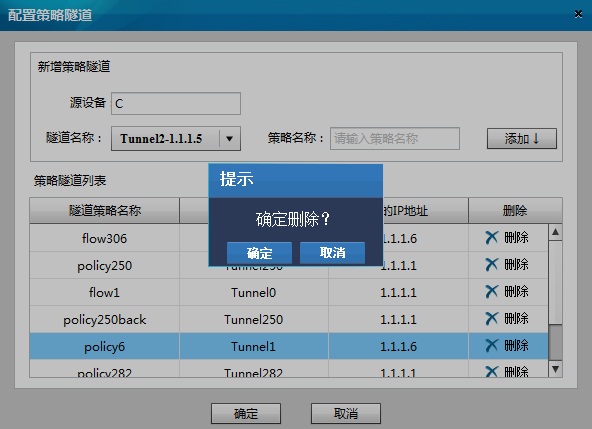 配置策略隧道
新增策略隧道
源设备 C
隧道名称： Tunnel2-1.1.1.5 策略名称： 请输入策略名称 添加↓
策略隧道列表
提示
确定删除？
确定 取消
隧道策略名称 的IP地址 删除
flow306 1.1.1.6 删除
policy250 1.1.1.1 删除
flow1 Tunnel0 1.1.1.1 删除
policy250back Tunnel250 1.1.1.1 删除
policy6 Tunnel1 1.1.1.6 删除
policy282 Tunnel282 1.1.1.1 删除
确定 取消